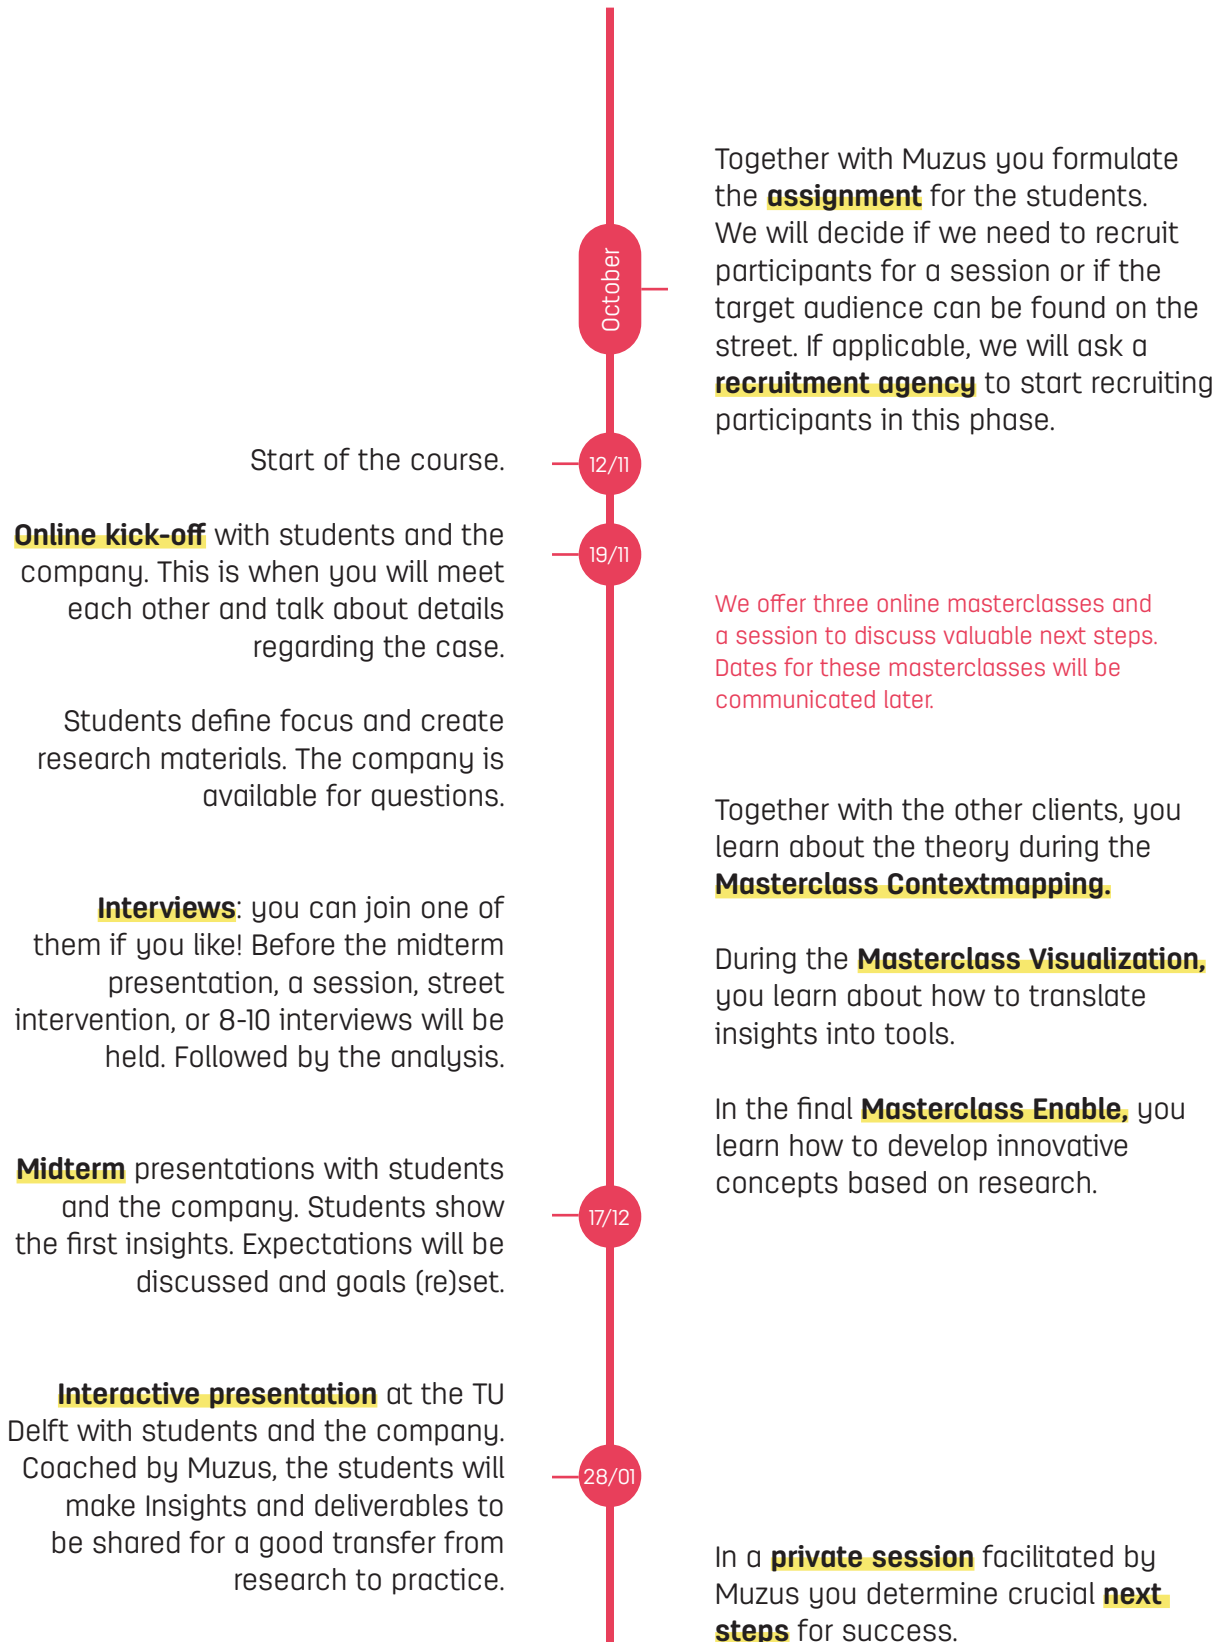 Together with Muzus you formulate
the assignment for the students.
We will decide if we need to recruit
participants for a session or if the
target audience can be found on the
street. If applicable, we will ask a
recruitment agency to start recruiting
participants in this phase.
October
Start of the course.
12/11
Online kick-off with students and the
company. This is when you will meet
each other and talk about details
regarding the case.
19/11
We offer three online masterclasses and
a session to discuss valuable next steps.
Dates for these masterclasses will be
communicated later.
Students define focus and create
research materials. The company is
available for questions.
Together with the other clients, you
learn about the theory during the
Masterclass Contextmapping.
Interviews: you can join one of
them if you like! Before the midterm
presentation, a session, street
intervention, or 8-10 interviews will be
held. Followed by the analysis.
During the Masterclass Visualization,
you learn about how to translate
insights into tools.
In the final Masterclass Enable, you
learn how to develop innovative
concepts based on research.
Midterm presentations with students
and the company. Students show
the first insights. Expectations will be
discussed and goals (re)set.
17/12
Interactive presentation at the TU
Delft with students and the company.
Coached by Muzus, the students will
make Insights and deliverables to
be shared for a good transfer from
research to practice.
28/01
In a private session facilitated by
Muzus you determine crucial next
steps for success.